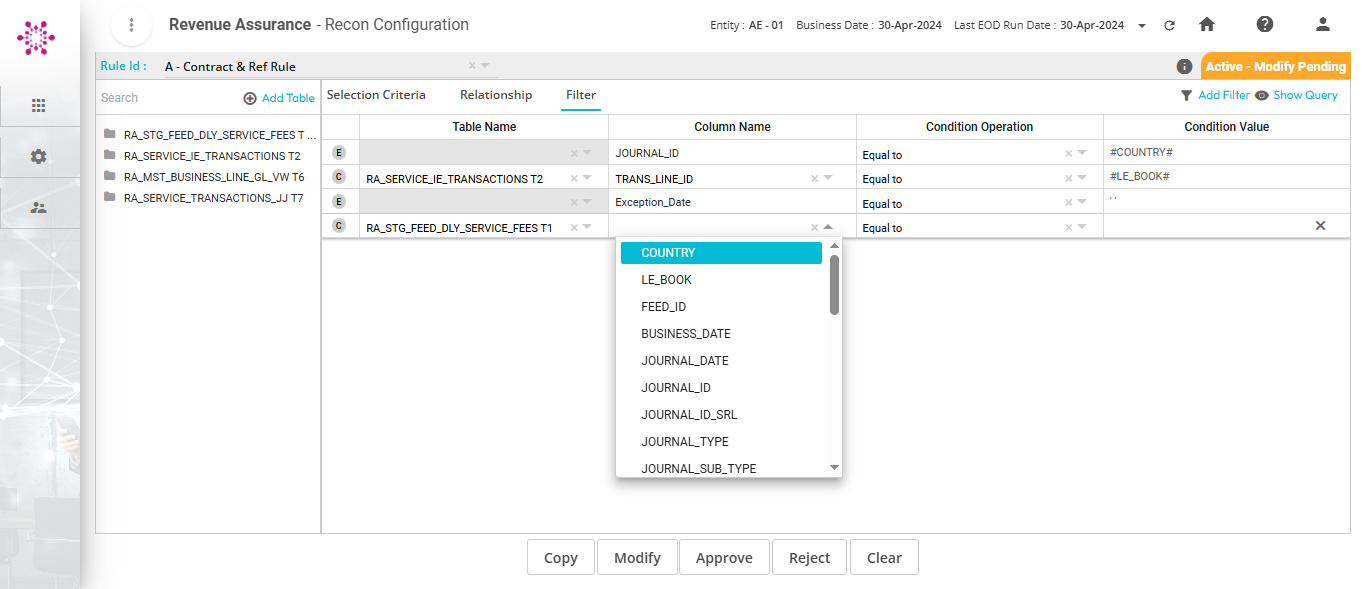 Revenue Assurance - Recon Configuration
Entity : AE - 01 Business Date : 30-Apr-2024 Last EOD Run Date : 30-Apr-2024
Rule Id : A - Contract & Ref Rule
Active - Modify Pending
Search Add Table
Selection Criteria Relationship Filter
Add Filter Show Query
RA_STG_FEED_DLY_SERVICE_FEES T ...
RA_SERVICE_IE_TRANSACTIONS T2
RA_MST_BUSINESS_LINE_GL_VW T6
RA_SERVICE_TRANSACTIONS_JJ T7
Table Name Column Name Condition Operation Condition Value
E JOURNAL_ID Equal to #COUNTRY#
C RA_SERVICE_IE_TRANSACTIONS T2 TRANS_LINE_ID Equal to #LE_BOOK#
E Exception_Date Equal to ' '
C RA_STG_FEED_DLY_SERVICE_FEES T1 Equal to
COUNTRY
LE_BOOK
FEED_ID
BUSINESS_DATE
JOURNAL_DATE
JOURNAL_ID
JOURNAL_ID_SRL
JOURNAL_TYPE
JOURNAL_SUB_TYPE
Copy Modify Approve Reject Clear